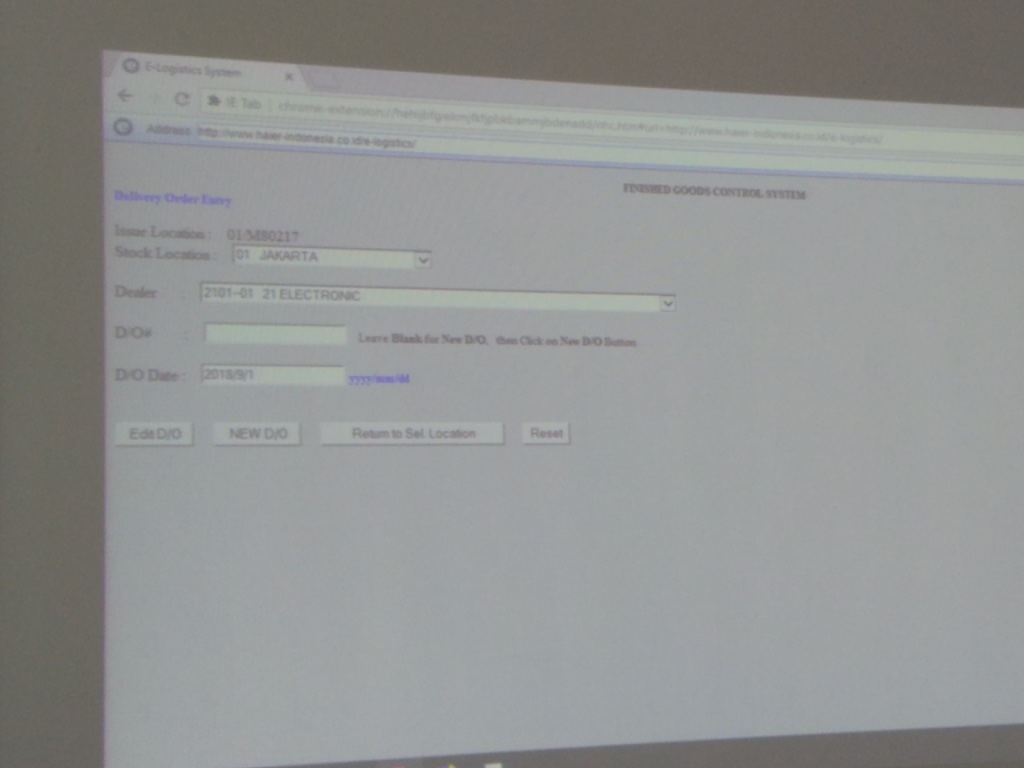 E-Logistics System
IE Tab
Address http://www.haier-indonesia.co.id/e-logistics/
FINISHED GOODS CONTROL SYSTEM
Delivery Order Entry
Issue Location : 01/M80217
Stock Location : 01 JAKARTA
Dealer : 2101--01 21 ELECTRONIC
D/O# : Leave Blank for New D/O, then Click on New D/O Button
D/O Date : 2018/9/1 yyyy/mm/dd
Edit D/O NEW D/O Return to Sel. Location Reset